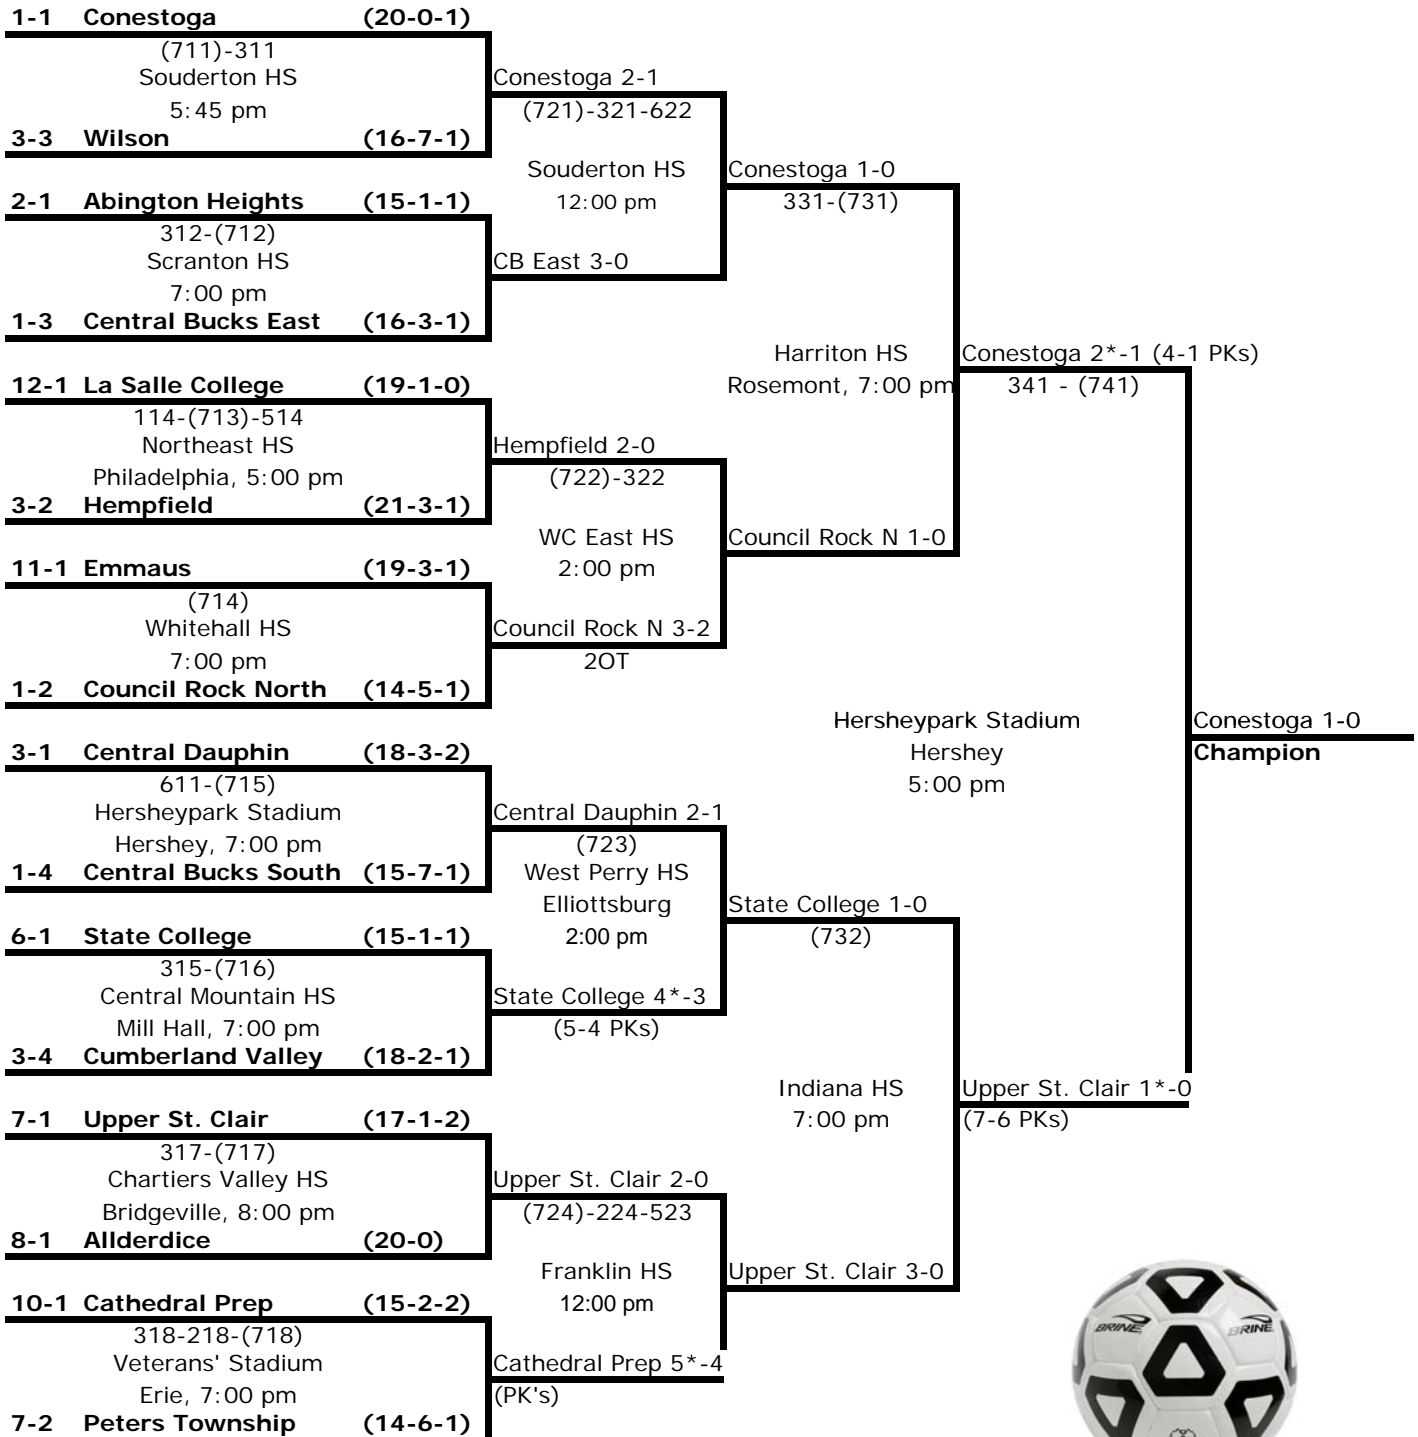 1-1 Conestoga (20-0-1)
(711)-311
Souderton HS
5:45 pm
3-3 Wilson (16-7-1)
2-1 Abington Heights (15-1-1)
312-(712)
Scranton HS
7:00 pm
1-3 Central Bucks East (16-3-1)
12-1 La Salle College (19-1-0)
114-(713)-514
Northeast HS
Philadelphia, 5:00 pm
3-2 Hempfield (21-3-1)
11-1 Emmaus (19-3-1)
(714)
Whitehall HS
7:00 pm
1-2 Council Rock North (14-5-1)
3-1 Central Dauphin (18-3-2)
611-(715)
Hersheypark Stadium
Hershey, 7:00 pm
1-4 Central Bucks South (15-7-1)
6-1 State College (15-1-1)
315-(716)
Central Mountain HS
Mill Hall, 7:00 pm
3-4 Cumberland Valley (18-2-1)
7-1 Upper St. Clair (17-1-2)
317-(717)
Chartiers Valley HS
Bridgeville, 8:00 pm
8-1 Allderdice (20-0)
10-1 Cathedral Prep (15-2-2)
318-218-(718)
Veterans' Stadium
Erie, 7:00 pm
7-2 Peters Township (14-6-1)
Conestoga 2-1
(721)-321-622
Souderton HS
12:00 pm
CB East 3-0
Hempfield 2-0
(722)-322
WC East HS
2:00 pm
Council Rock N 3-2
2OT
Central Dauphin 2-1
(723)
West Perry HS
Elliottsburg
2:00 pm
State College 4*-3
(5-4 PKs)
Upper St. Clair 2-0
(724)-224-523
Franklin HS
12:00 pm
Cathedral Prep 5*-4
(PK's)
Conestoga 1-0
331-(731)
Harriton HS
Rosemont, 7:00 pm
Council Rock N 1-0
State College 1-0
(732)
Indiana HS
7:00 pm
Upper St. Clair 3-0
Conestoga 2*-1 (4-1 PKs)
341 - (741)
Hersheypark Stadium
Hershey
5:00 pm
Upper St. Clair 1*-0
(7-6 PKs)
Conestoga 1-0
Champion
BRINE
BRINE